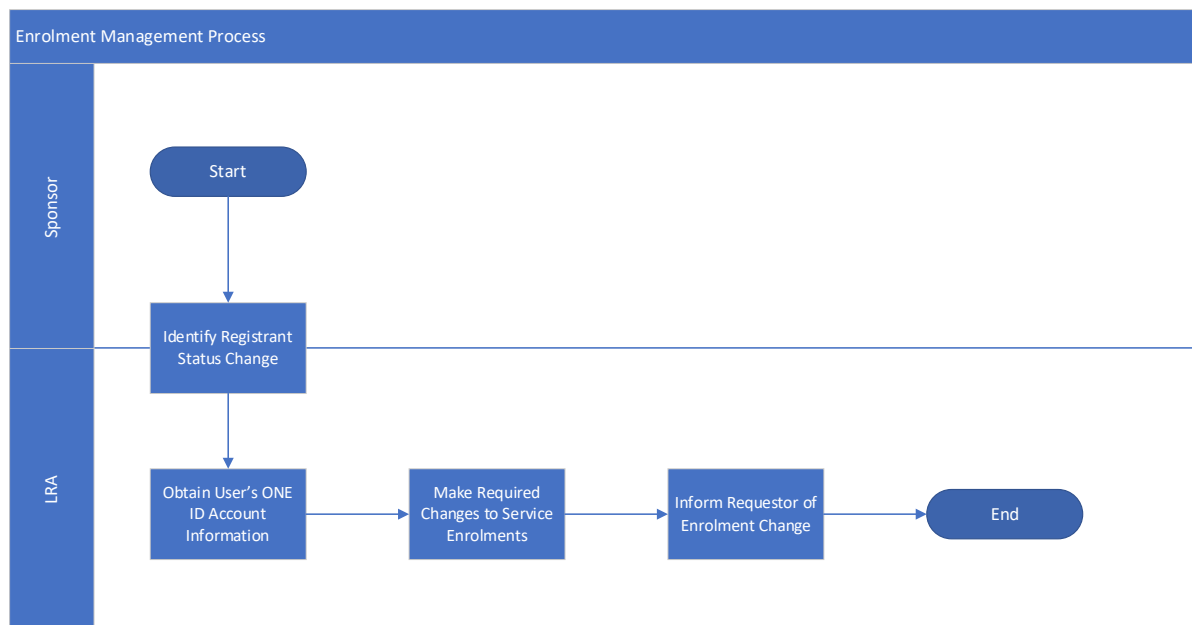 Enrolment Management Process
Sponsor
Start
Identify Registrant
Status Change
LRA
Obtain User’s ONE
ID Account
Information
Make Required
Changes to Service
Enrolments
Inform Requestor of
Enrolment Change
End